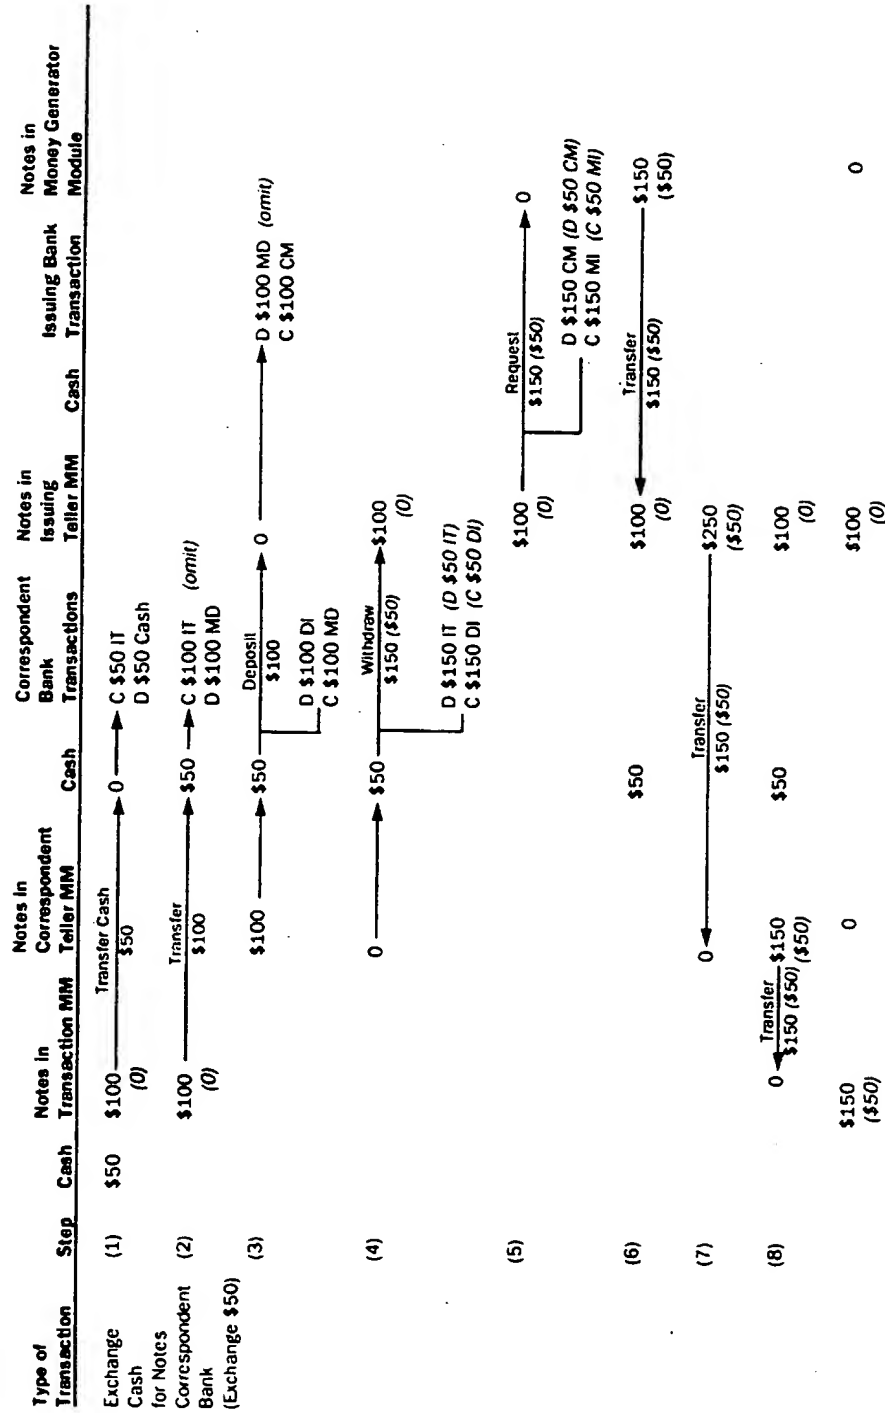 Type of Transaction
Step
Cash
Notes in Transaction MM
Notes in Correspondent Teller MM
Cash
Correspondent Bank Transactions
Notes in Issuing Teller MM
Cash
Issuing Bank Transaction
Notes in Money Generator Module
Exchange
Cash
for Notes
Correspondent
Bank
(Exchange $50)
(1)
$50
$100
(0)
Transfer Cash
$50
0
C $50 IT
D $50 Cash
(2)
$100
(0)
Transfer
$100
$50
C $100 IT (omit)
D $100 MD
(3)
$100
$50
Deposit
$100
D $100 DI
C $100 MD
0
D $100 MD (omit)
C $100 CM
(4)
0
$50
Withdraw
$150 ($50)
D $150 IT (D $50 IT)
C $150 DI (C $50 DI)
$100
(0)
(5)
$100
(0)
Request
$150 ($50)
D $150 CM (D $50 CM)
C $150 MI (C $50 MI)
0
(6)
$50
$100
(0)
Transfer
$150 ($50)
$150
($50)
(7)
0
Transfer
$150 ($50)
$250
($50)
(8)
0
Transfer
$150 ($50)
$150
($50)
$50
$100
(0)
$150
($50)
0
$100
(0)
0